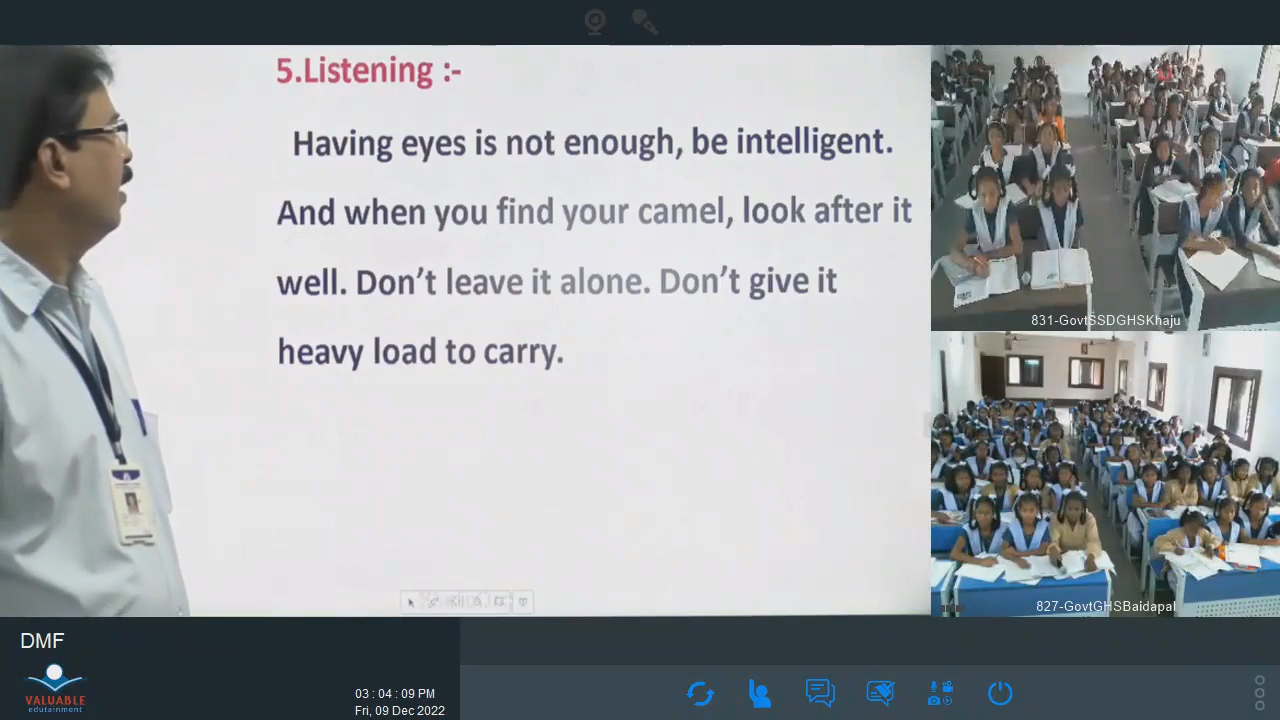 5.Listening :-
Having eyes is not enough, be intelligent.
And when you find your camel, look after it
well. Don't leave it alone. Don't give it
heavy load to carry.
831-GovtSSDGHSKhaju
827-GovtGHSBaidapal
DMF
VALUABLE
edutainment
03 : 04 : 09 PM
Fri, 09 Dec 2022